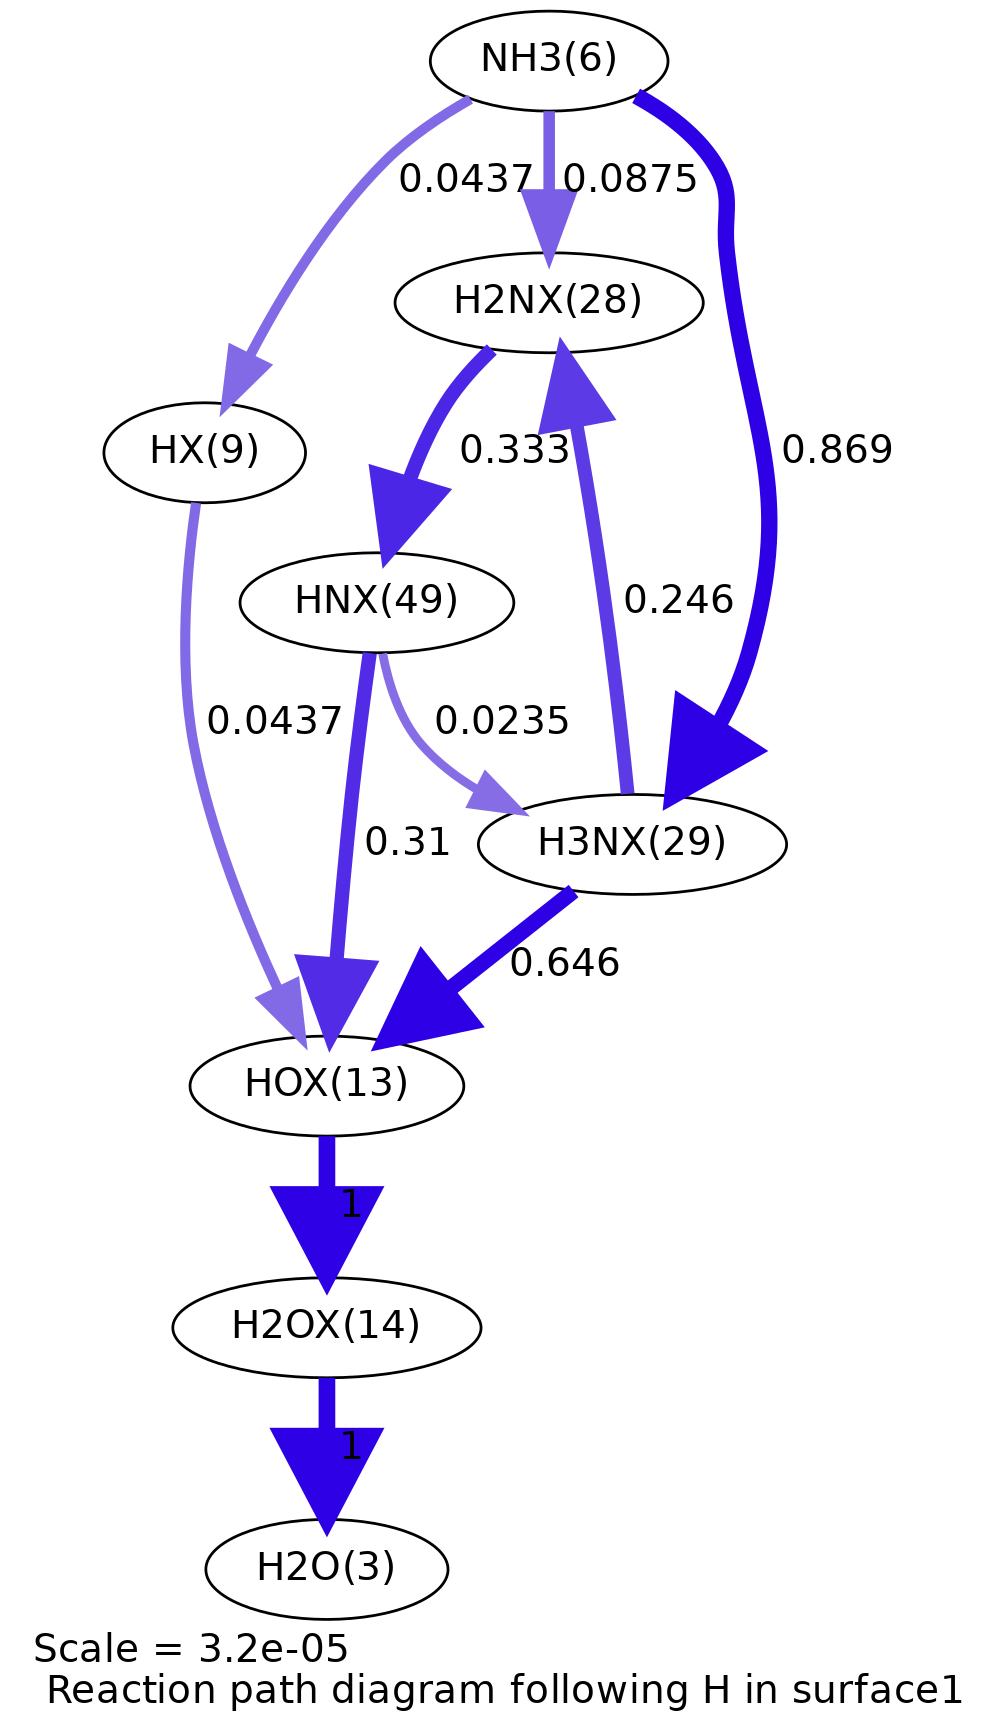 NH3(6)
0.0437
0.0875
H2NX(28)
HX(9)
0.333
0.869
HNX(49)
0.246
0.0437
0.0235
0.31
H3NX(29)
0.646
HOX(13)
1
H2OX(14)
1
H2O(3)
Scale = 3.2e-05
Reaction path diagram following H in surface1